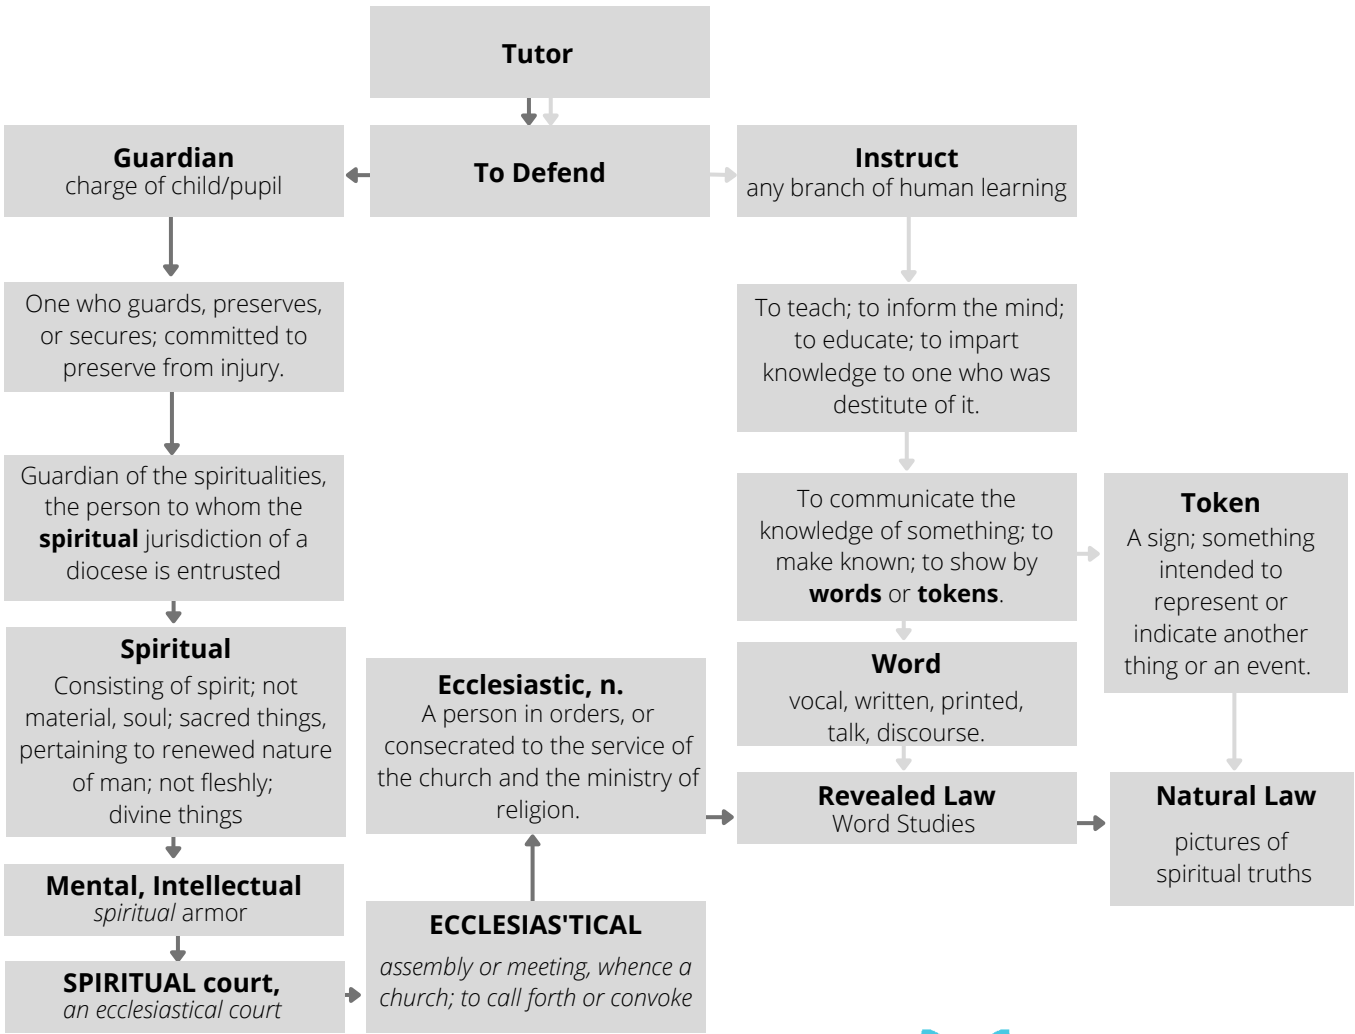 Tutor
Guardian
charge of child/pupil
To Defend
Instruct
any branch of human learning
One who guards, preserves,
or secures; committed to
preserve from injury.
To teach; to inform the mind;
to educate; to impart
knowledge to one who was
destitute of it.
Guardian of the spiritualities,
the person to whom the
spiritual jurisdiction of a
diocese is entrusted
To communicate the
knowledge of something; to
make known; to show by
words or tokens.
Token
A sign; something
intended to
represent or
indicate another
thing or an event.
Spiritual
Consisting of spirit; not
material, soul; sacred things,
pertaining to renewed nature
of man; not fleshly;
divine things
Ecclesiastic, n.
A person in orders, or
consecrated to the service of
the church and the ministry of
religion.
Word
vocal, written, printed,
talk, discourse.
Revealed Law
Word Studies
Natural Law
pictures of
spiritual truths
Mental, Intellectual
spiritual armor
SPIRITUAL court,
an ecclesiastical court
ECCLESIAS'TICAL
assembly or meeting, whence a
church; to call forth or convoke